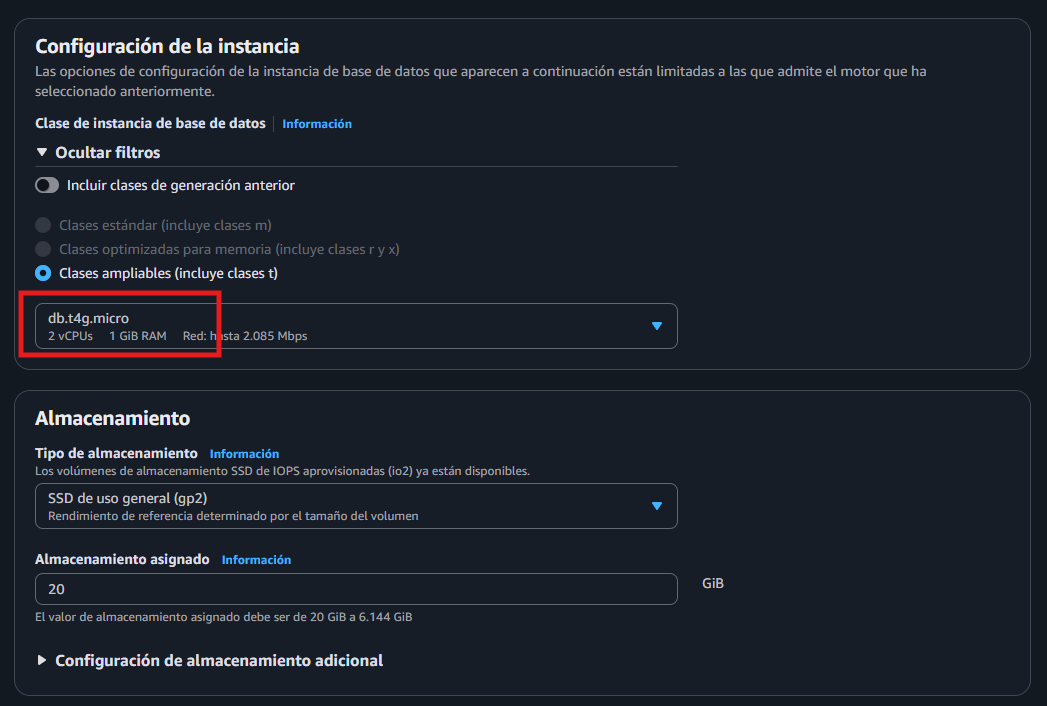 Configuración de la instancia
Las opciones de configuración de la instancia de base de datos que aparecen a continuación están limitadas a las que admite el motor que ha
seleccionado anteriormente.
Clase de instancia de base de datos | Información
Ocultar filtros
Incluir clases de generación anterior
Clases estándar (incluye clases m)
Clases optimizadas para memoria (incluye clases r y x)
Clases ampliables (incluye clases t)
db.t4g.micro
2 vCPUs 1 GiB RAM Red: hasta 2.085 Mbps
Almacenamiento
Tipo de almacenamiento Información
Los volúmenes de almacenamiento SSD de IOPS aprovisionadas (io2) ya están disponibles.
SSD de uso general (gp2)
Rendimiento de referencia determinado por el tamaño del volumen
Almacenamiento asignado Información
20 GiB
El valor de almacenamiento asignado debe ser de 20 GiB a 6.144 GiB
Configuración de almacenamiento adicional